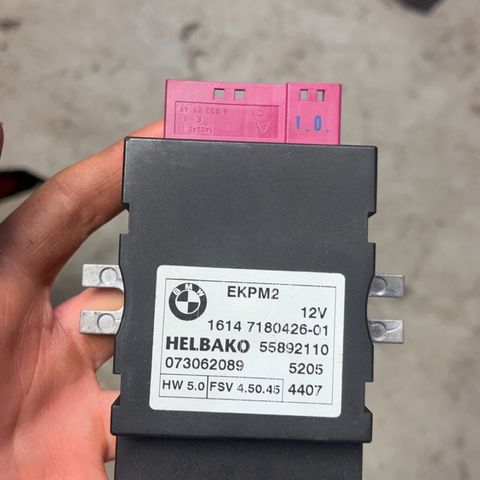 1.0.
BMW
EKPM2
12V
1614 7180426-01
HELBAKO 55892110
073062089 5205
HW 5.0 FSV 4.50.45 4407